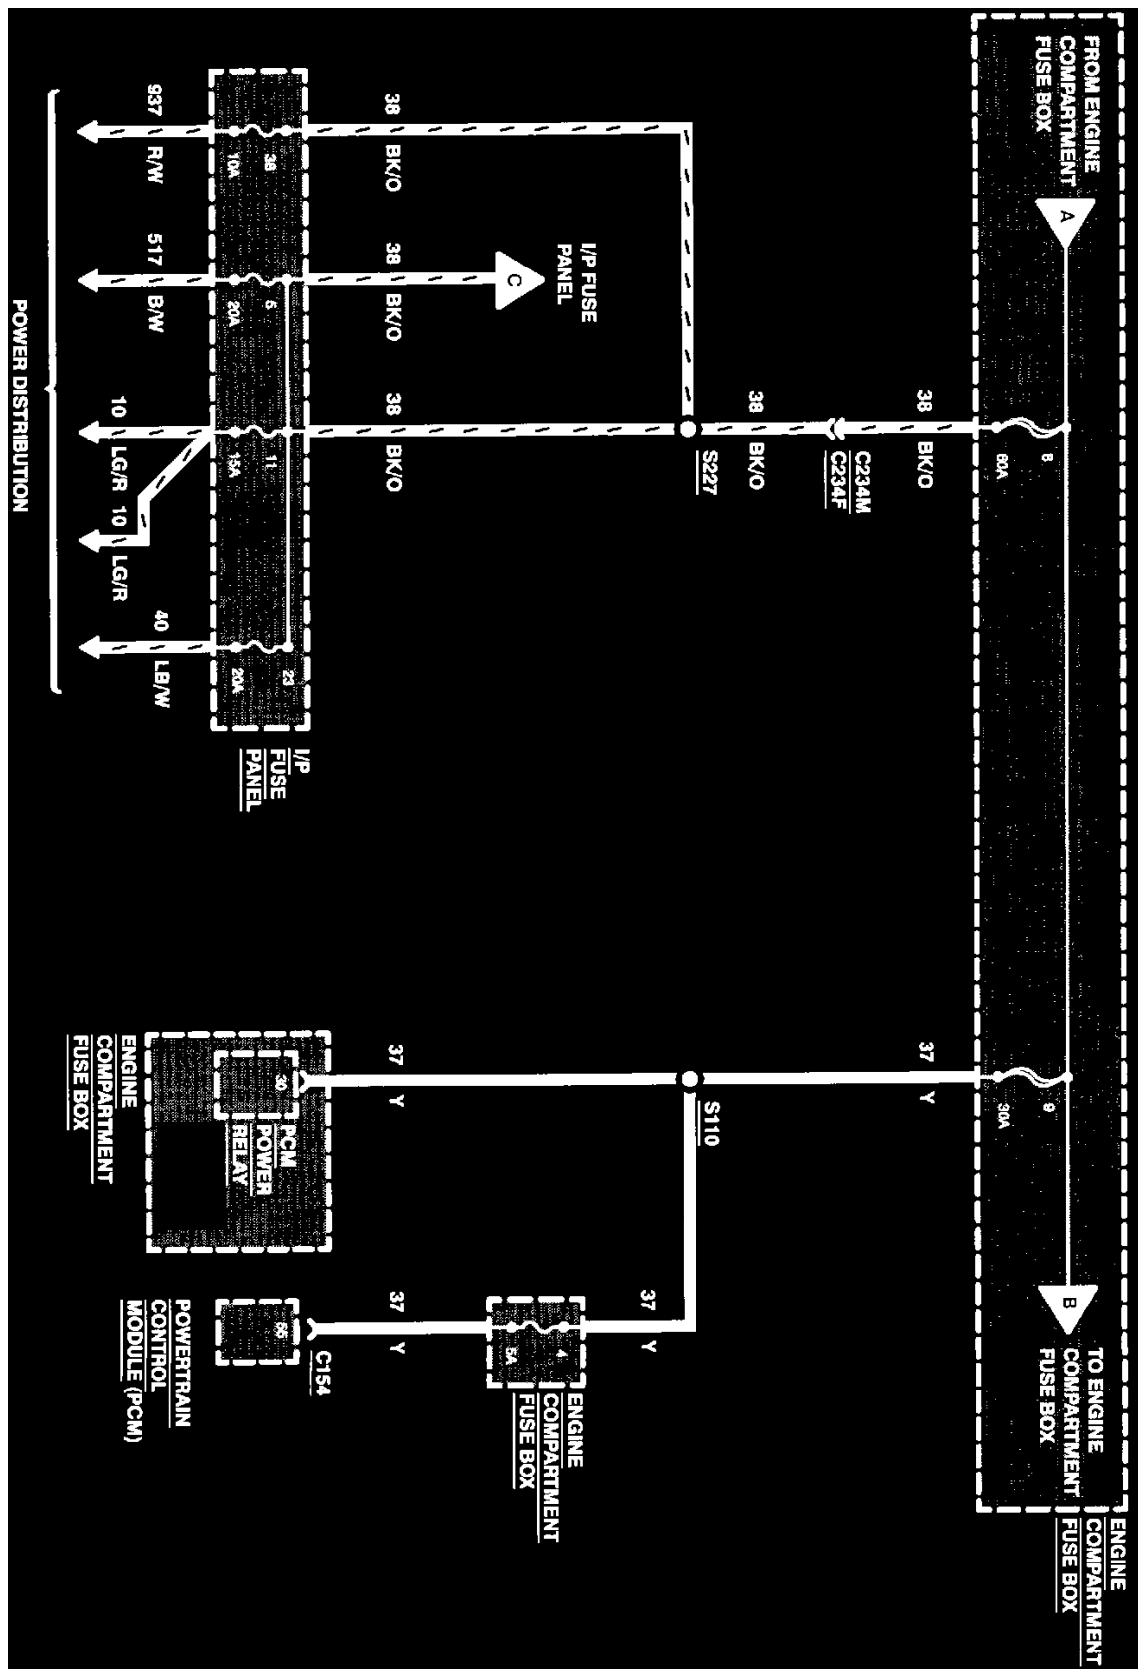 FROM ENGINE
COMPARTMENT
FUSE BOX
A
B
TO ENGINE
COMPARTMENT
FUSE BOX
ENGINE
COMPARTMENT
FUSE BOX
8
60A
9
30A
38
BK/O
37
Y
C234M
C234F
38
BK/O
S227
S110
I/P FUSE
PANEL
C
37
Y
4
5A
ENGINE
COMPARTMENT
FUSE BOX
38
BK/O
38
BK/O
38
BK/O
37
Y
37
Y
C154
38
10A
5
20A
11
15A
23
20A
I/P
FUSE
PANEL
30
PCM
POWER
RELAY
55
937
R/W
517
B/W
10
LG/R
10
LG/R
40
LB/W
ENGINE
COMPARTMENT
FUSE BOX
POWERTRAIN
CONTROL
MODULE (PCM)
POWER DISTRIBUTION